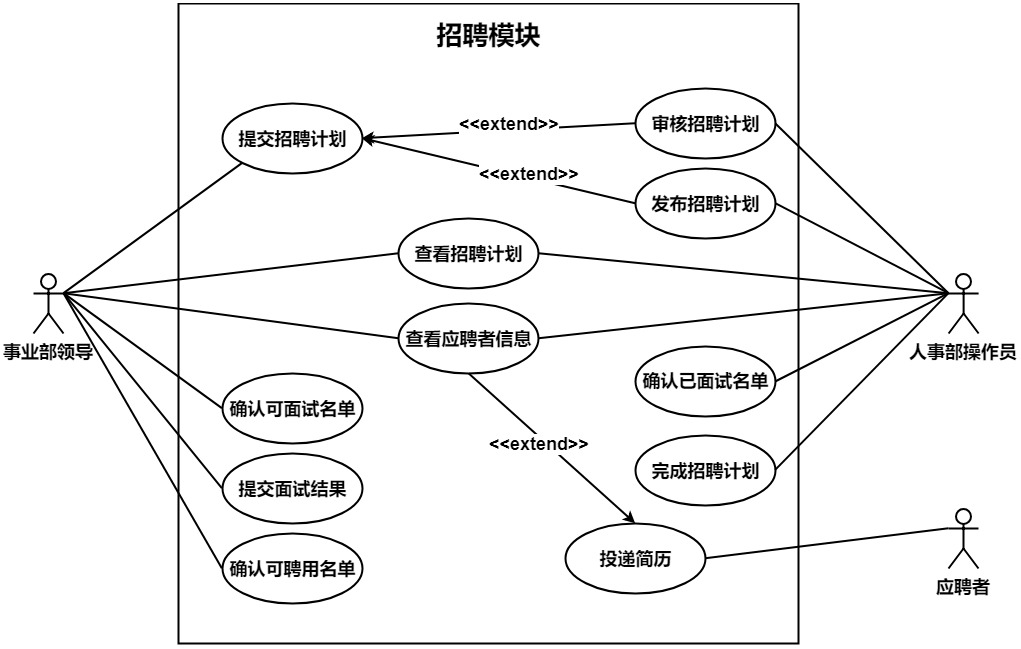 招聘模块
提交招聘计划
<<extend>>
审核招聘计划
<<extend>>
发布招聘计划
查看招聘计划
查看应聘者信息
事业部领导
人事部操作员
确认可面试名单
确认已面试名单
<<extend>>
提交面试结果
完成招聘计划
确认可聘用名单
投递简历
应聘者